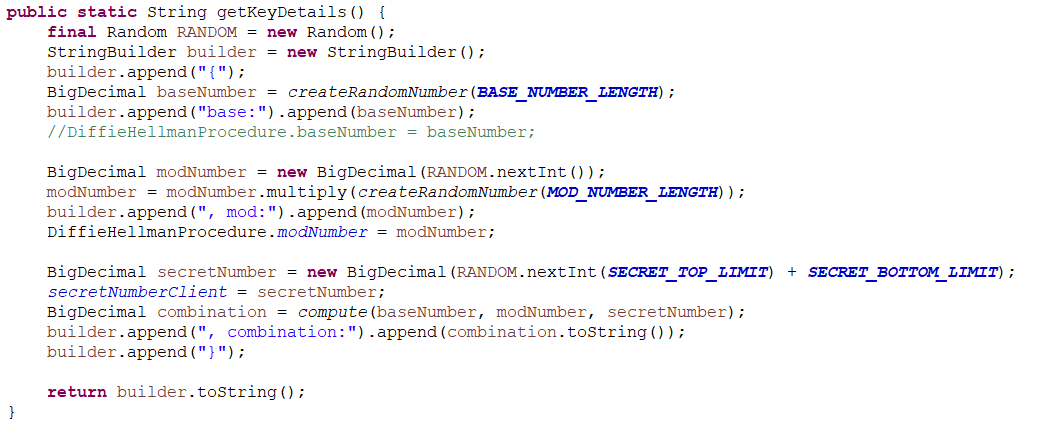 public static String getKeyDetails() {
    final Random RANDOM = new Random();
    StringBuilder builder = new StringBuilder();
    builder.append("{");
    BigDecimal baseNumber = createRandomNumber(BASE_NUMBER_LENGTH);
    builder.append("base:").append(baseNumber);
    //DiffieHellmanProcedure.baseNumber = baseNumber;

    BigDecimal modNumber = new BigDecimal(RANDOM.nextInt());
    modNumber = modNumber.multiply(createRandomNumber(MOD_NUMBER_LENGTH));
    builder.append(", mod:").append(modNumber);
    DiffieHellmanProcedure.modNumber = modNumber;

    BigDecimal secretNumber = new BigDecimal(RANDOM.nextInt(SECRET_TOP_LIMIT) + SECRET_BOTTOM_LIMIT);
    secretNumberClient = secretNumber;
    BigDecimal combination = compute(baseNumber, modNumber, secretNumber);
    builder.append(", combination:").append(combination.toString());
    builder.append("}");

    return builder.toString();
}